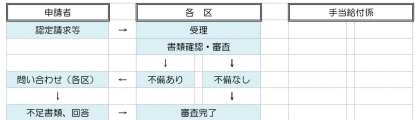 申請者 各 区 手当給付係
認定請求等 → 受理
書類確認・審査
↓ ↓
問い合わせ（各区） ← 不備あり 不備なし
↓ ↓
不足書類、回答 → 審査完了